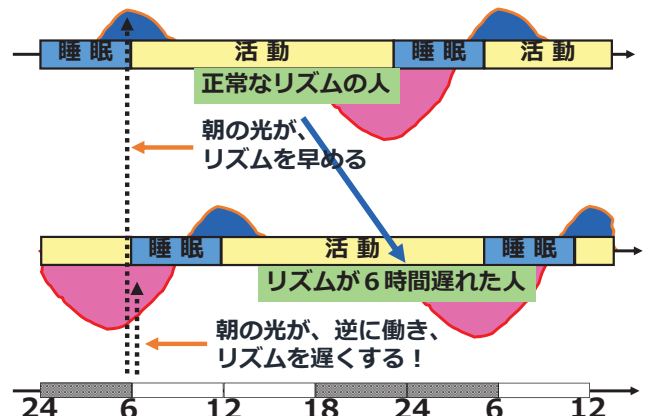 睡 眠
活 動
睡 眠
活 動
正常なリズムの人
朝の光が、
リズムを早める
睡 眠
活 動
睡 眠
リズムが６時間遅れた人
朝の光が、逆に働き、
リズムを遅くする！
24 6 12 18 24 6 12